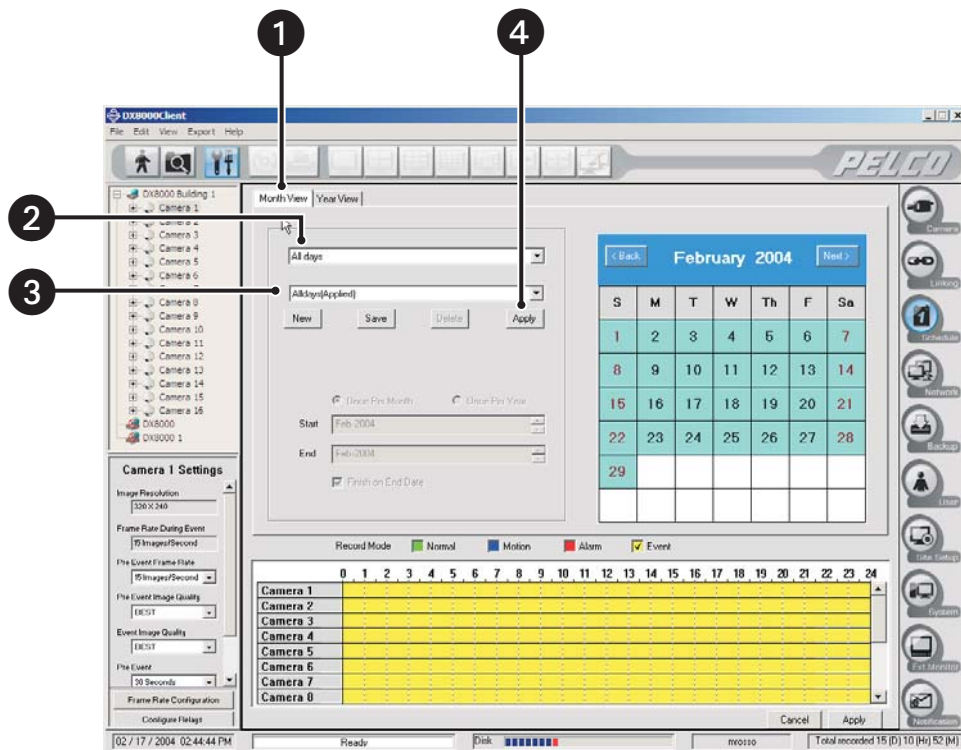 1
4
2
3
DX8000Client
File Edit View Export Help
PELCO
DX8000 Building 1
Camera 1
Camera 2
Camera 3
Camera 4
Camera 5
Camera 6
Camera 8
Camera 9
Camera 10
Camera 11
Camera 12
Camera 13
Camera 14
Camera 15
Camera 16
DX8000
DX8000 1
Month View Year View
All days
Alldays(Applied)
New Save Delete Apply
Once Per Month Once Per Year
Start Feb-2004
End Feb-2004
Finish on End Date
< Back February 2004 Next >
S M T W Th F Sa
1 2 3 4 5 6 7
8 9 10 11 12 13 14
15 16 17 18 19 20 21
22 23 24 25 26 27 28
29
Camera
Linking
1
Schedule
Network
Backup
User
Site Setup
System
Ext Monitor
Notification
Camera 1 Settings
Image Resolution
320 X 240
Frame Rate During Event
15 Images/Second
Pre Event Frame Rate
15 Images/Second
Pre Event Image Quality
BEST
Event Image Quality
BEST
Pre Event
30 Seconds
Frame Rate Configuration
Configure Relays
Record Mode Normal Motion Alarm Event
0 1 2 3 4 5 6 7 8 9 10 11 12 13 14 15 16 17 18 19 20 21 22 23 24
Camera 1
Camera 2
Camera 3
Camera 4
Camera 5
Camera 6
Camera 7
Camera 8
Cancel Apply
02 / 17 / 2004 02:44:44 PM Ready Disk mrosso Total recorded 15 (D) 10 (Hr) 52 (M)